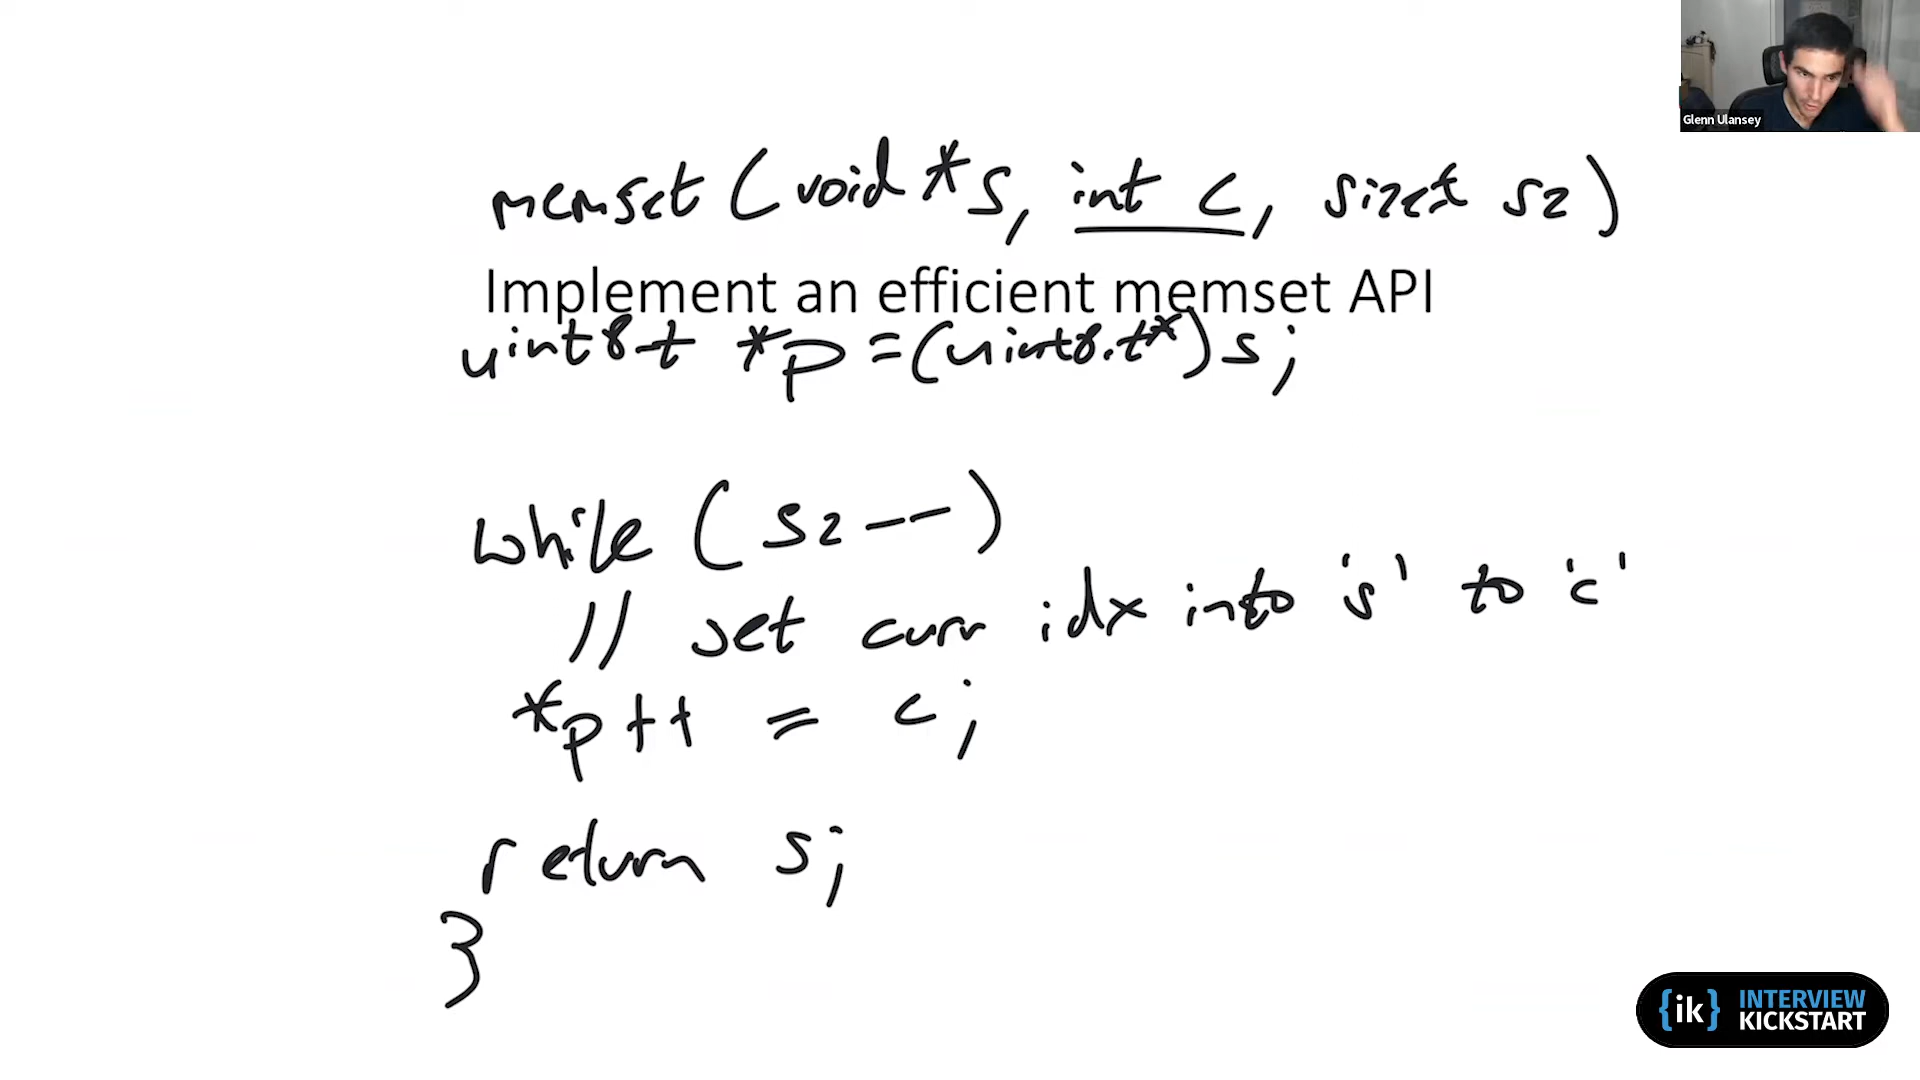 Glenn Ulansey
memset (void *s, int c, size_t sz)
Implement an efficient memset API
uint8_t *p = (uint8_t*)s;
while (sz--)
// set curr idx into 's' to 'c'
*p++ = c;
return s;
}
{ik} INTERVIEW
KICKSTART